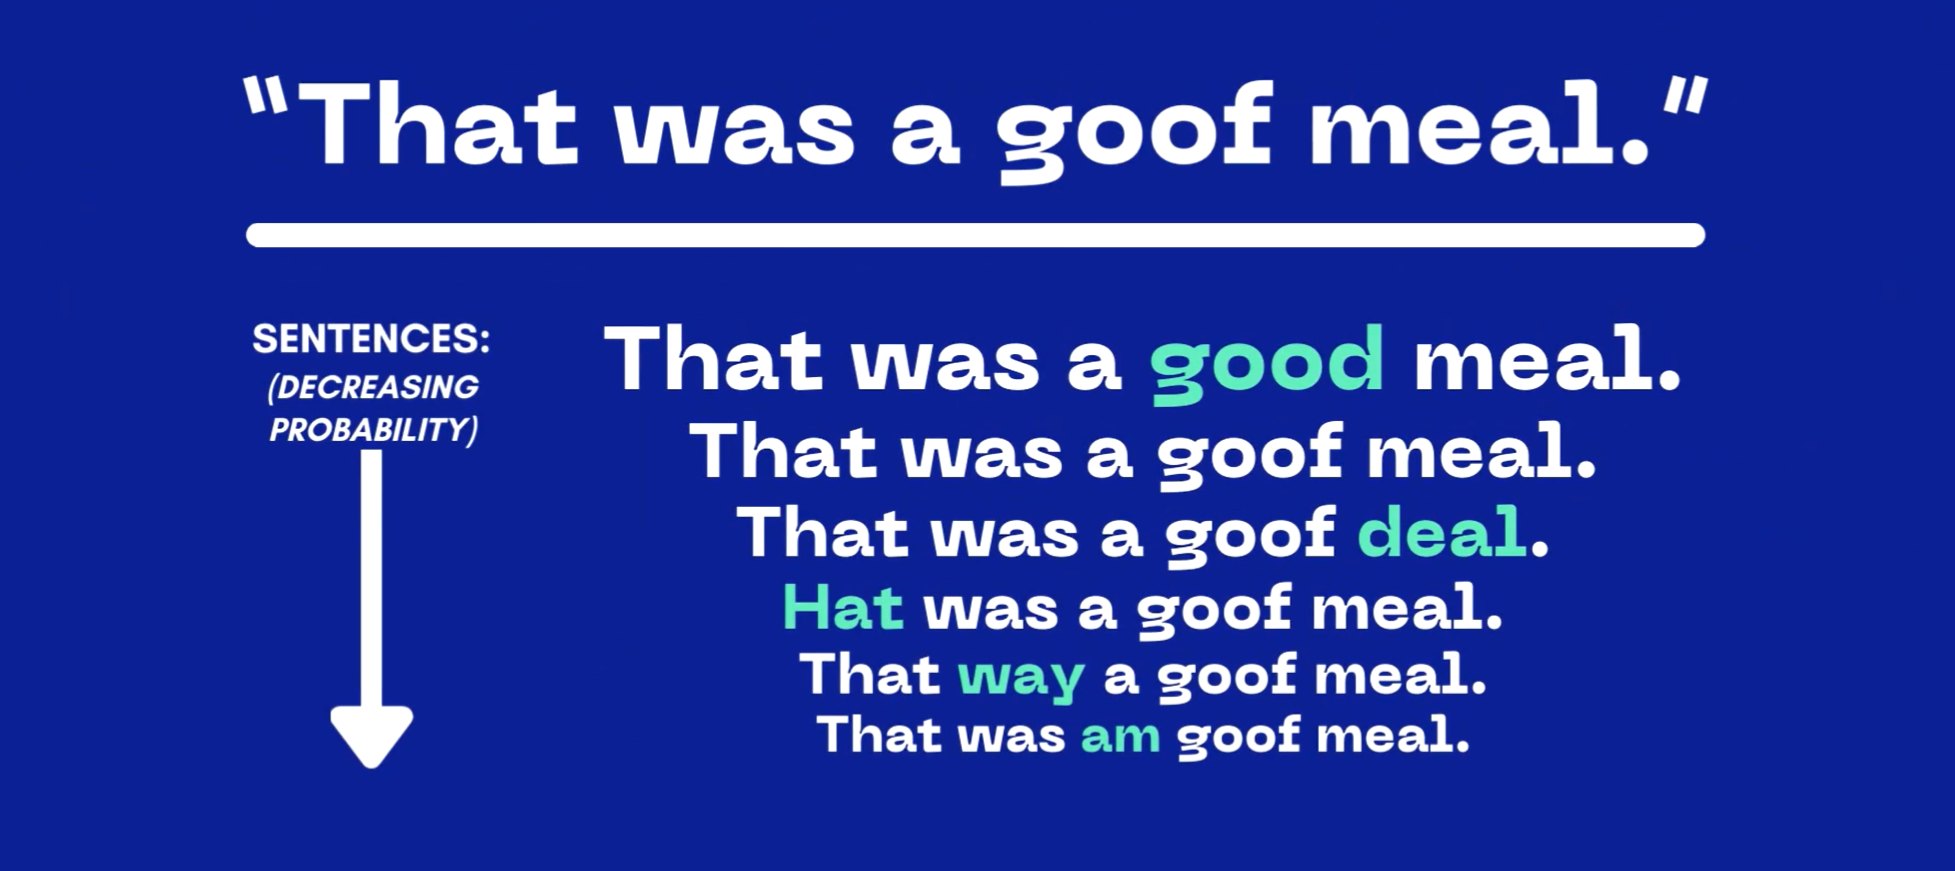 "That was a goof meal."
SENTENCES:
(DECREASING
PROBABILITY)
That was a good meal.
That was a goof meal.
That was a goof deal.
Hat was a goof meal.
That way a goof meal.
That was am goof meal.